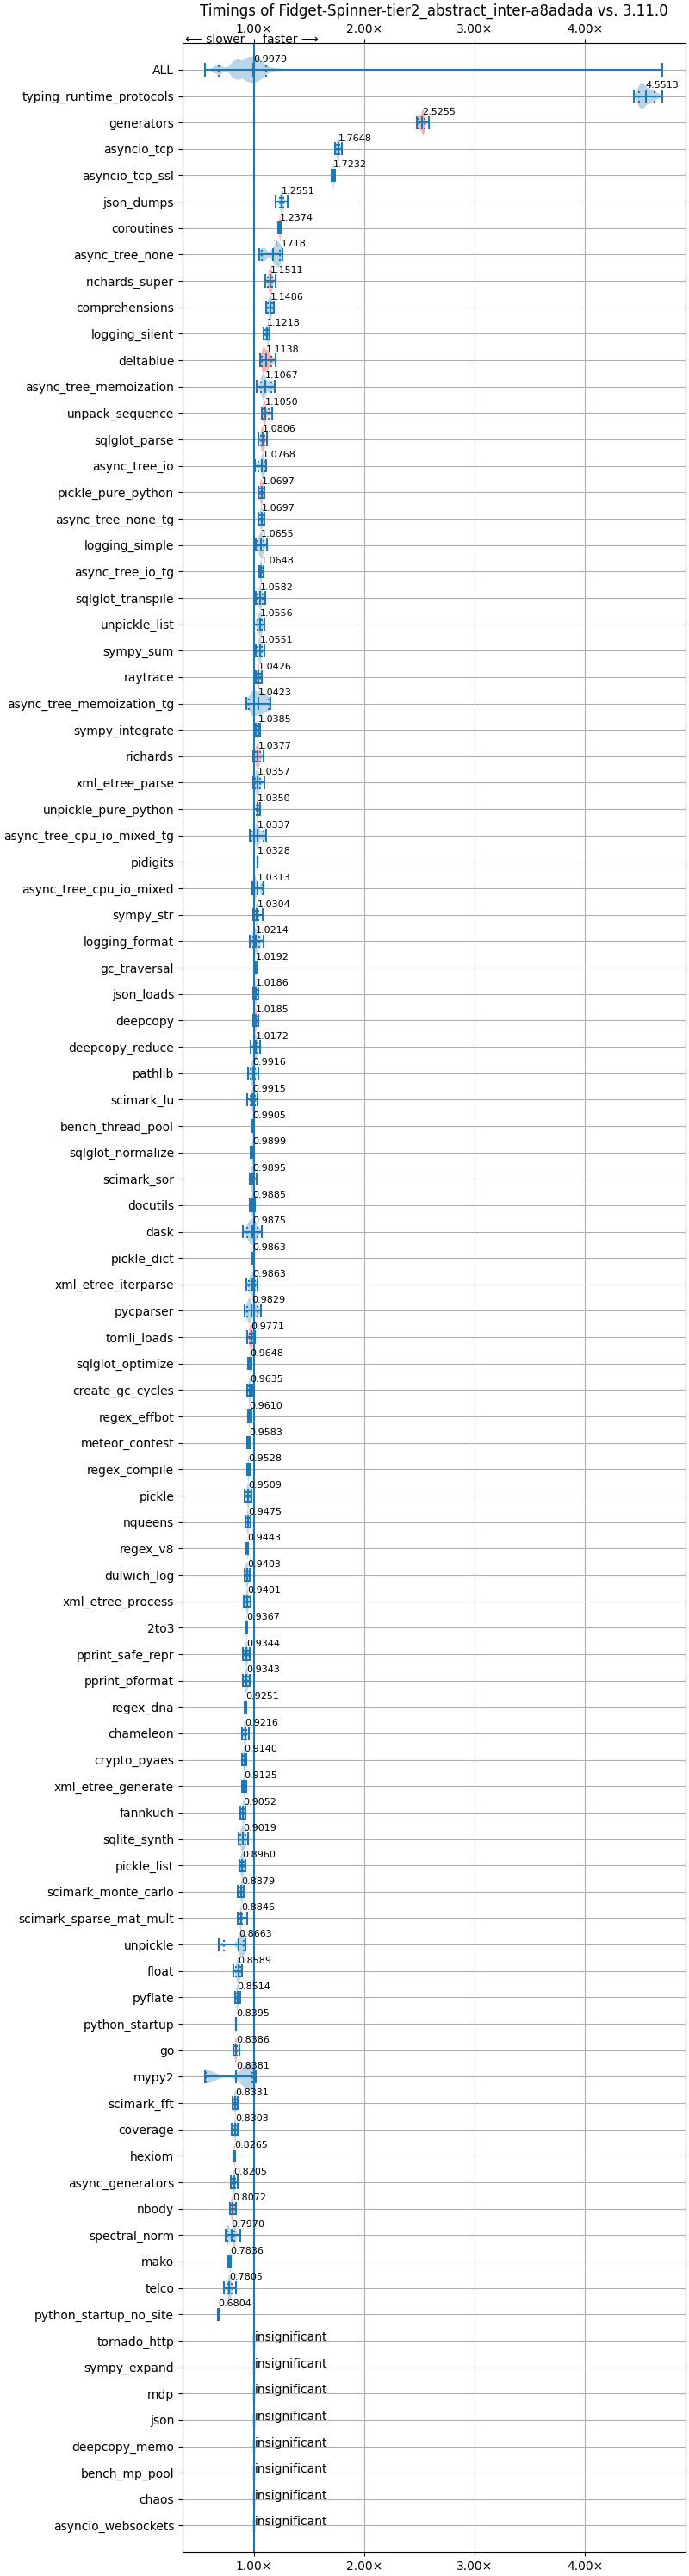 Timings of Fidget-Spinner-tier2_abstract_inter-a8adada vs. 3.11.0
1.00× 2.00× 3.00× 4.00×
⟵ slower faster ⟶
ALL 0.9979
typing_runtime_protocols 4.5513
generators 2.5255
asyncio_tcp 1.7648
asyncio_tcp_ssl 1.7232
json_dumps 1.2551
coroutines 1.2374
async_tree_none 1.1718
richards_super 1.1511
comprehensions 1.1486
logging_silent 1.1218
deltablue 1.1138
async_tree_memoization 1.1067
unpack_sequence 1.1050
sqlglot_parse 1.0806
async_tree_io 1.0768
pickle_pure_python 1.0697
async_tree_none_tg 1.0697
logging_simple 1.0655
async_tree_io_tg 1.0648
sqlglot_transpile 1.0582
unpickle_list 1.0556
sympy_sum 1.0551
raytrace 1.0426
async_tree_memoization_tg 1.0423
sympy_integrate 1.0385
richards 1.0377
xml_etree_parse 1.0357
unpickle_pure_python 1.0350
async_tree_cpu_io_mixed_tg 1.0337
pidigits 1.0328
async_tree_cpu_io_mixed 1.0313
sympy_str 1.0304
logging_format 1.0214
gc_traversal 1.0192
json_loads 1.0186
deepcopy 1.0185
deepcopy_reduce 1.0172
pathlib 0.9916
scimark_lu 0.9915
bench_thread_pool 0.9905
sqlglot_normalize 0.9899
scimark_sor 0.9895
docutils 0.9885
dask 0.9875
pickle_dict 0.9863
xml_etree_iterparse 0.9863
pycparser 0.9829
tomli_loads 0.9771
sqlglot_optimize 0.9648
create_gc_cycles 0.9635
regex_effbot 0.9610
meteor_contest 0.9583
regex_compile 0.9528
pickle 0.9509
nqueens 0.9475
regex_v8 0.9443
dulwich_log 0.9403
xml_etree_process 0.9401
2to3 0.9367
pprint_safe_repr 0.9344
pprint_pformat 0.9343
regex_dna 0.9251
chameleon 0.9216
crypto_pyaes 0.9140
xml_etree_generate 0.9125
fannkuch 0.9052
sqlite_synth 0.9019
pickle_list 0.8960
scimark_monte_carlo 0.8879
scimark_sparse_mat_mult 0.8846
unpickle 0.8663
float 0.8589
pyflate 0.8514
python_startup 0.8395
go 0.8386
mypy2 0.8381
scimark_fft 0.8331
coverage 0.8303
hexiom 0.8265
async_generators 0.8205
nbody 0.8072
spectral_norm 0.7970
mako 0.7836
telco 0.7805
python_startup_no_site 0.6804
tornado_http insignificant
sympy_expand insignificant
mdp insignificant
json insignificant
deepcopy_memo insignificant
bench_mp_pool insignificant
chaos insignificant
asyncio_websockets insignificant
1.00× 2.00× 3.00× 4.00×